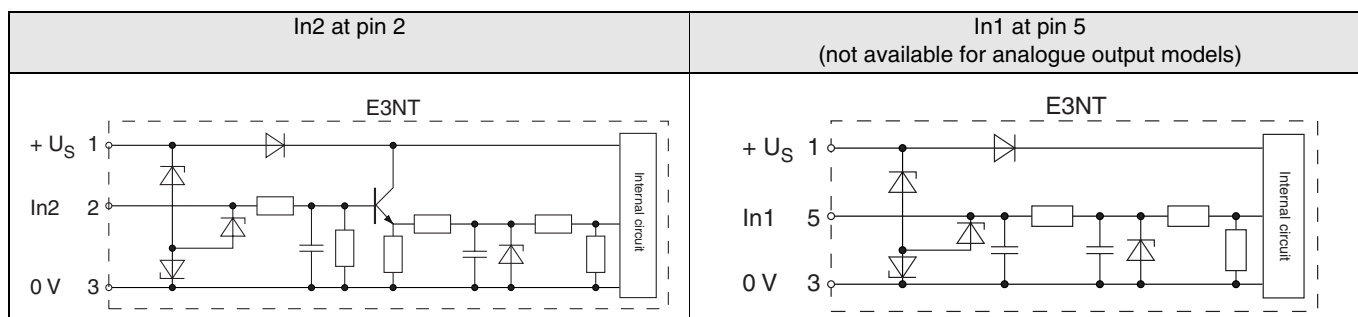 In2 at pin 2
In1 at pin 5
(not available for analogue output models)
E3NT
+ US 1
In2 2
0 V 3
Internal circuit
E3NT
+ US 1
In1 5
0 V 3
Internal circuit